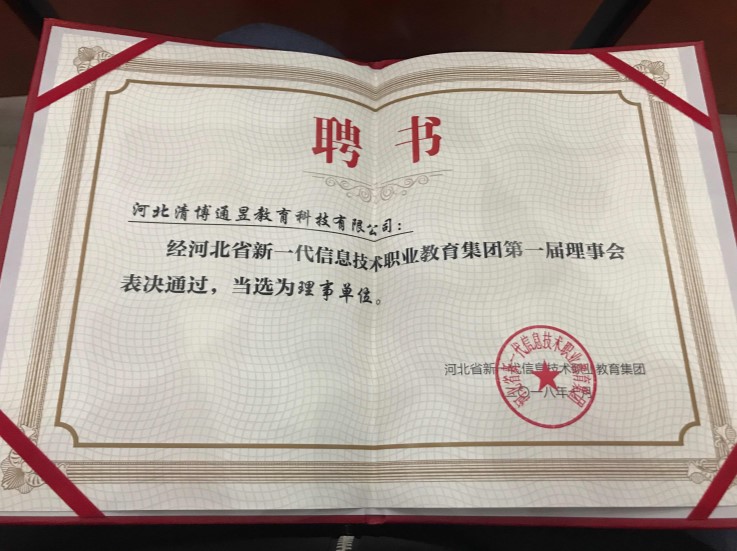 聘书
河北清博通昱教育科技有限公司：
经河北省新一代信息技术职业教育集团第一届理事会
表决通过，当选为理事单位。
河北省新一代信息技术职业教育集团
一八年